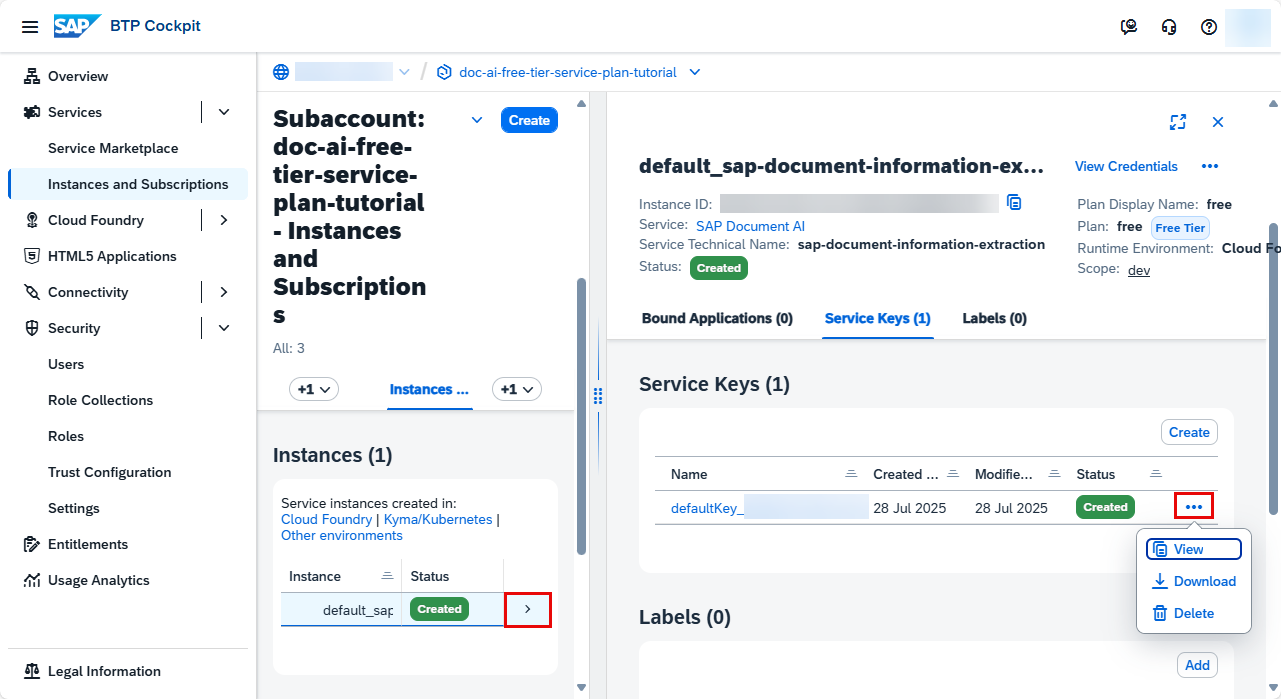 SAP BTP Cockpit
Overview
Services
Service Marketplace
Instances and Subscriptions
Cloud Foundry
HTML5 Applications
Connectivity
Security
Users
Role Collections
Roles
Trust Configuration
Settings
Entitlements
Usage Analytics
Legal Information
/ doc-ai-free-tier-service-plan-tutorial
Subaccount:
doc-ai-free-
tier-service-
plan-tutorial
- Instances
and
Subscription
s
Create
All: 3
+1 Instances ... +1
Instances (1)
Service instances created in:
Cloud Foundry | Kyma/Kubernetes |
Other environments
Instance Status
default_sap Created
default_sap-document-information-ex... View Credentials
Instance ID:
Service: SAP Document AI
Service Technical Name: sap-document-information-extraction
Status: Created
Plan Display Name: free
Plan: free Free Tier
Runtime Environment: Cloud Fo
Scope: dev
Bound Applications (0) Service Keys (1) Labels (0)
Service Keys (1)
Create
Name Created ... Modifie... Status
defaultKey_ 28 Jul 2025 28 Jul 2025 Created
View
Download
Delete
Labels (0)
Add